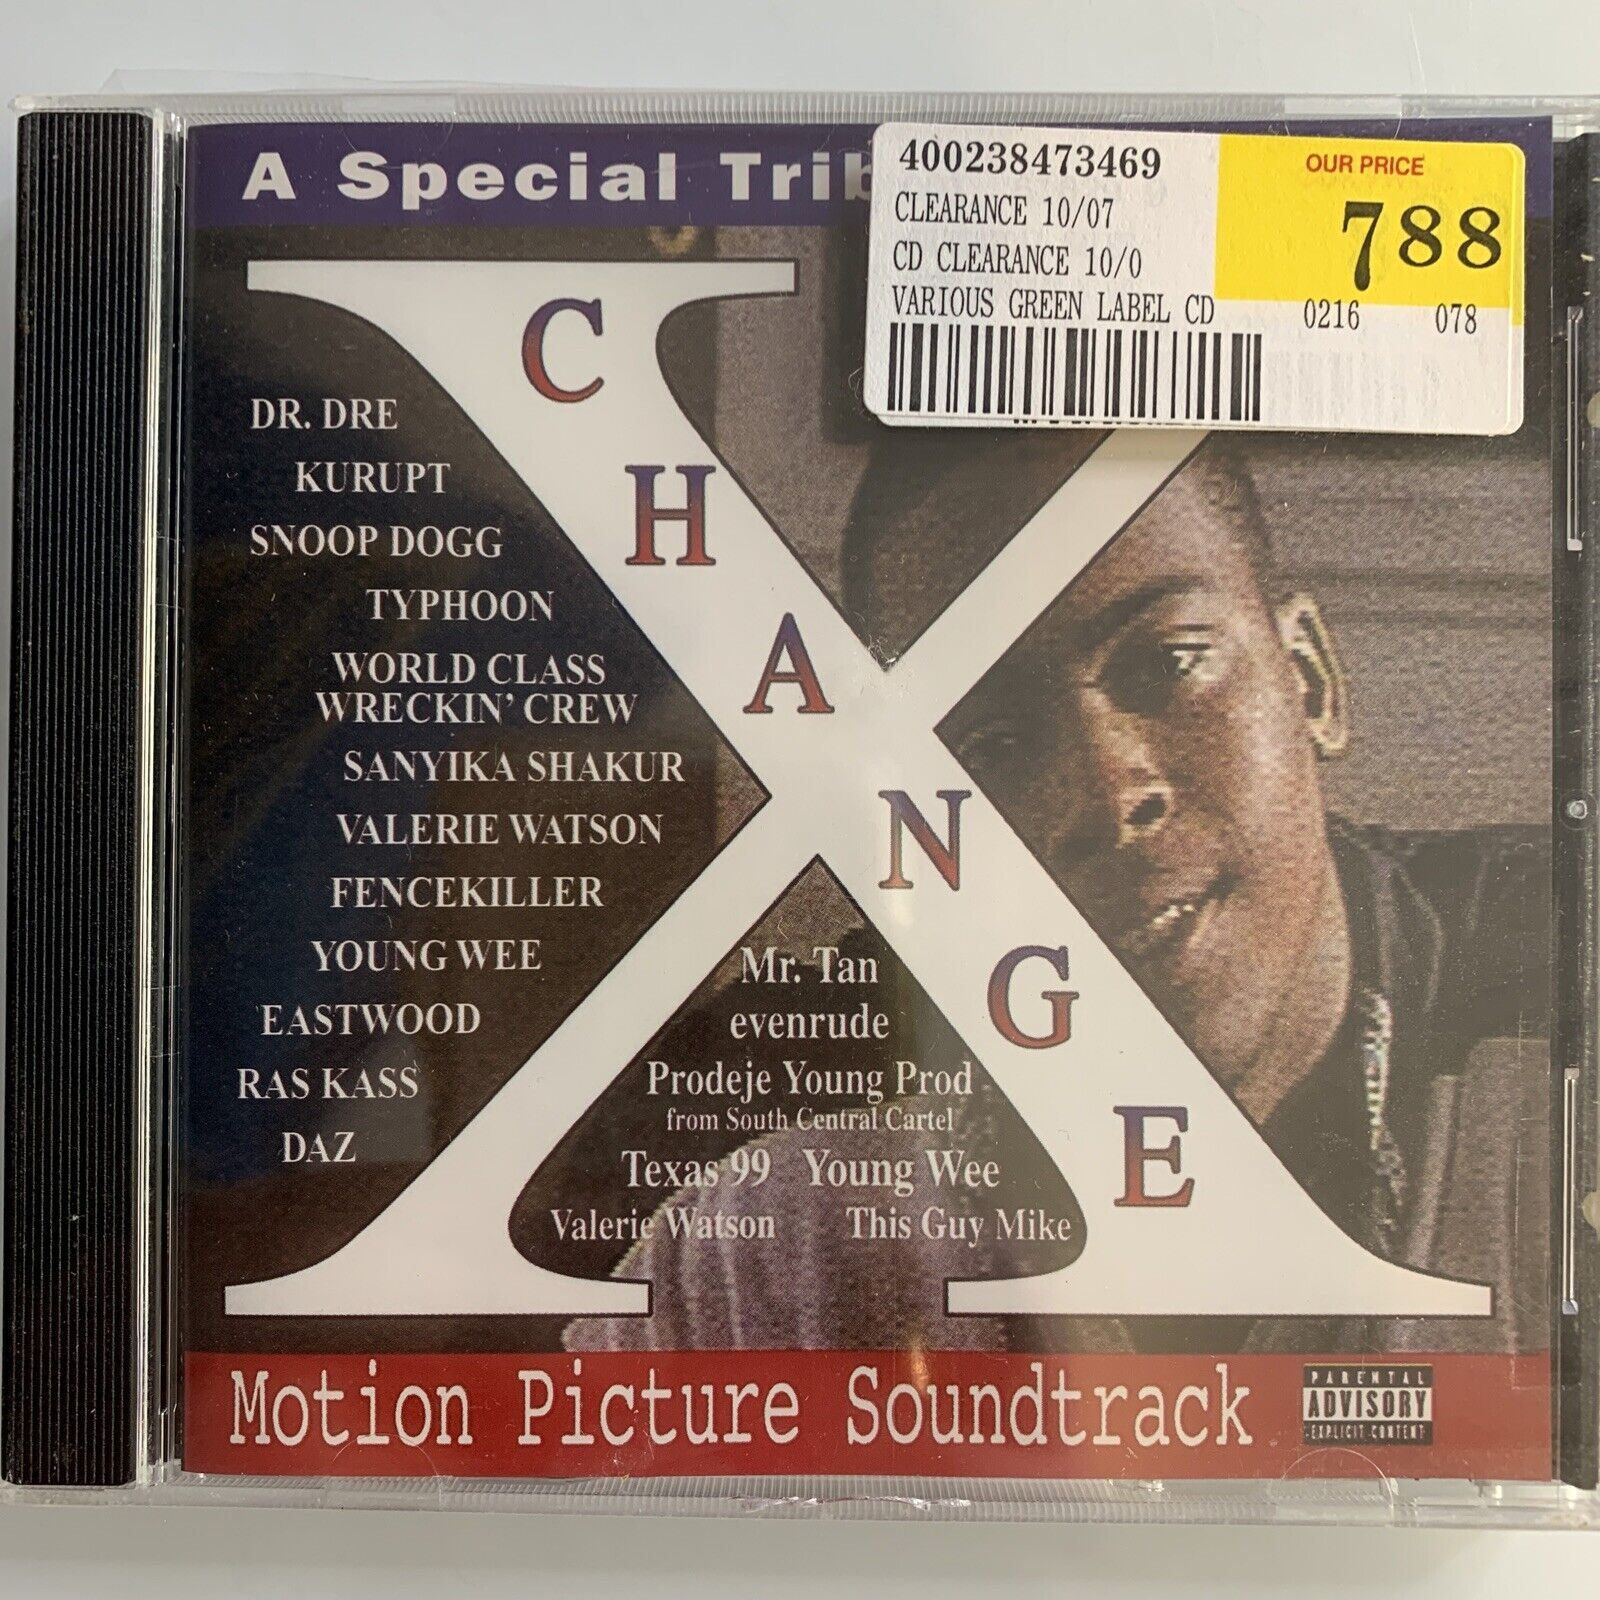 A Special Trib
400238473469
OUR PRICE
CLEARANCE 10/07
788
CD CLEARANCE 10/0
VARIOUS GREEN LABEL CD 0216 078
CHANGE
DR. DRE
KURUPT
SNOOP DOGG
TYPHOON
WORLD CLASS
WRECKIN' CREW
SANYIKA SHAKUR
VALERIE WATSON
FENCEKILLER
YOUNG WEE
EASTWOOD
RAS KASS
DAZ
Mr. Tan
evenrude
Prodeje Young Prod
from South Central Cartel
Texas 99 Young Wee
Valerie Watson This Guy Mike
Motion Picture Soundtrack
PARENTAL
ADVISORY
EXPLICIT CONTENT